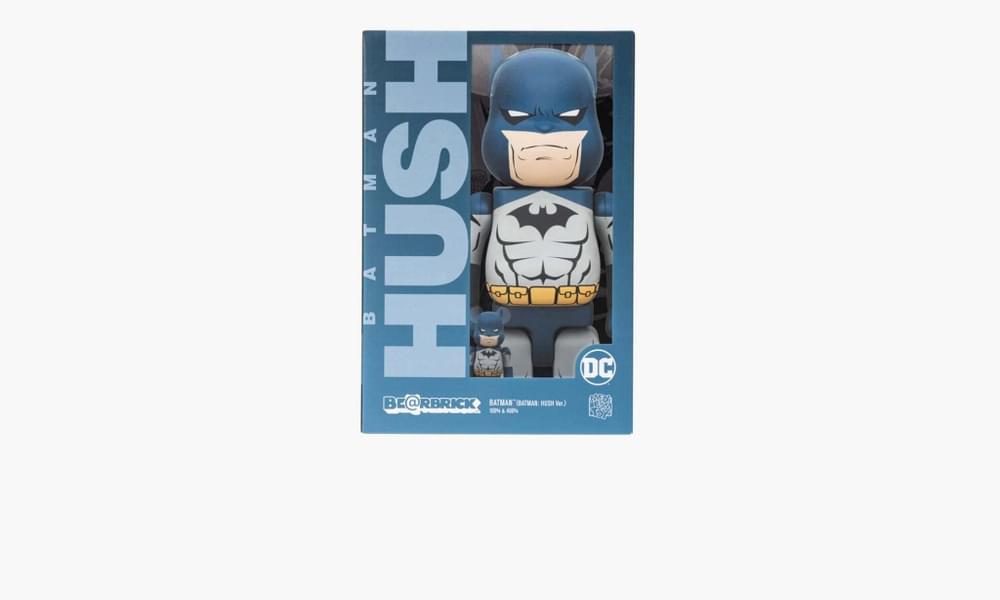 BATMAN
HUSH
DC
BE@RBRICK
BATMAN™ (BATMAN: HUSH Ver.)
100% & 400%